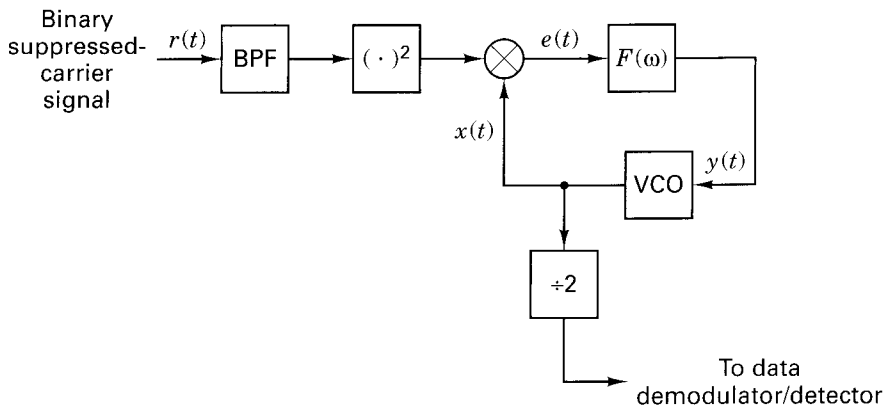 Binary
suppressed-
carrier
signal
r(t)
BPF
(·)²
e(t)
F(ω)
x(t)
VCO
y(t)
÷2
To data
demodulator/detector